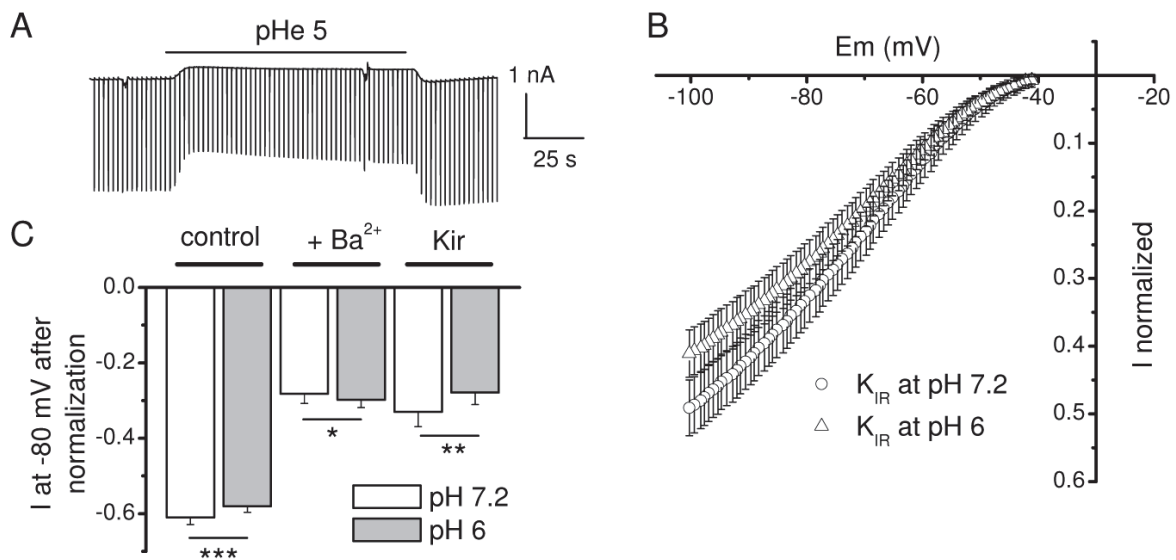 A
pHe 5
1 nA
25 s
B
Em (mV)
-100
-80
-60
-40
-20
0.1
0.2
0.3
0.4
0.5
0.6
I normalized
K_IR at pH 7.2
K_IR at pH 6
C
control
+ Ba²⁺
Kir
0.0
-0.2
-0.4
-0.6
I at -80 mV after
normalization
*
**
***
pH 7.2
pH 6